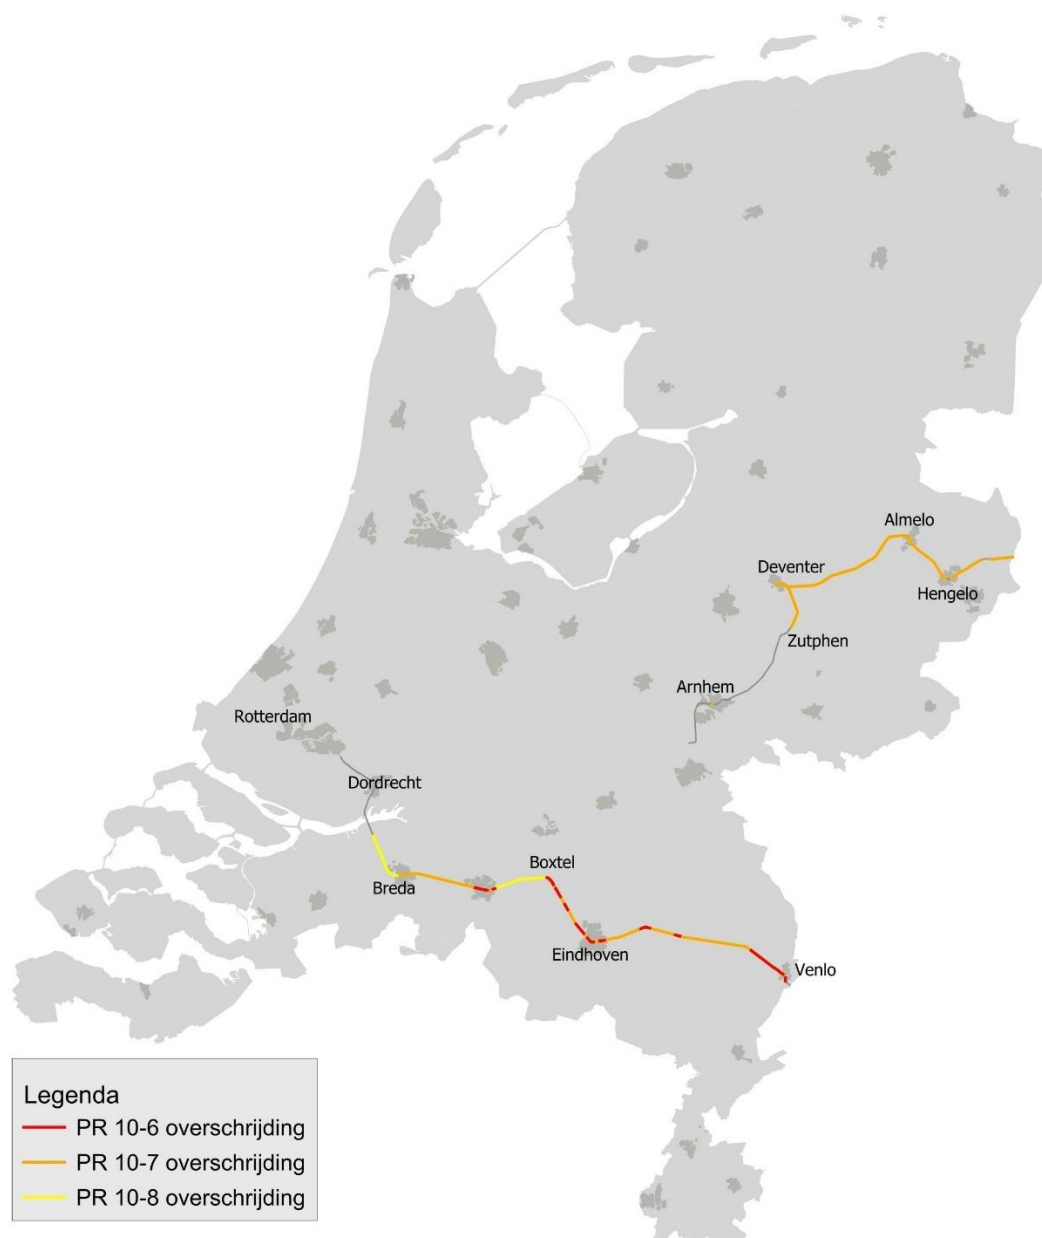 Almelo
Deventer
Hengelo
Zutphen
Arnhem
Rotterdam
Dordrecht
Boxtel
Breda
Eindhoven
Venlo
Legenda
PR 10-6 overschrijding
PR 10-7 overschrijding
PR 10-8 overschrijding